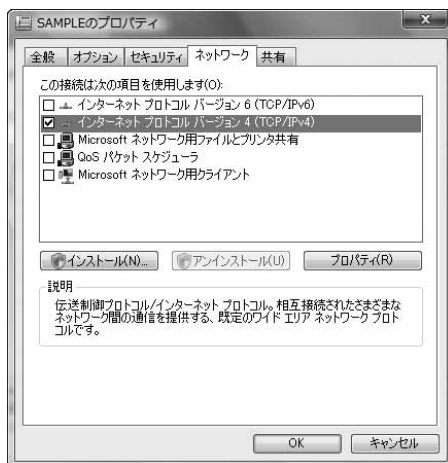 SAMPLEのプロパティ
全般 オプション セキュリティ ネットワーク 共有
この接続は次の項目を使用します(O):
インターネット プロトコル バージョン 6 (TCP/IPv6)
インターネット プロトコル バージョン 4 (TCP/IPv4)
Microsoft ネットワーク用ファイルとプリンタ共有
QoS パケット スケジューラ
Microsoft ネットワーク用クライアント
インストール(N)... アンインストール(U) プロパティ(R)
説明
伝送制御プロトコル/インターネット プロトコル。相互接続されたさまざまな
ネットワーク間の通信を提供する、既定のワイド エリア ネットワーク プロト
コルです。
OK キャンセル